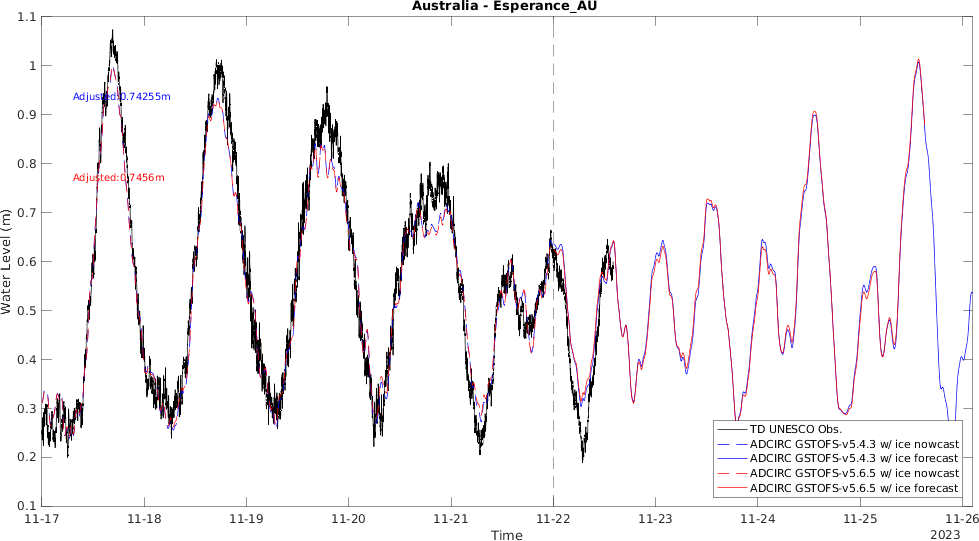 Australia - Esperance_AU
1.1
1
0.9
0.8
0.7
0.6
0.5
0.4
0.3
0.2
0.1
Water Level (m)
Adjusted:0.74255m
Adjusted:0.7456m
TD UNESCO Obs.
ADCIRC GSTOFS-v5.4.3 w/ ice nowcast
ADCIRC GSTOFS-v5.4.3 w/ ice forecast
ADCIRC GSTOFS-v5.6.5 w/ ice nowcast
ADCIRC GSTOFS-v5.6.5 w/ ice forecast
11-17 11-18 11-19 11-20 11-21 11-22 11-23 11-24 11-25 11-26
Time
2023